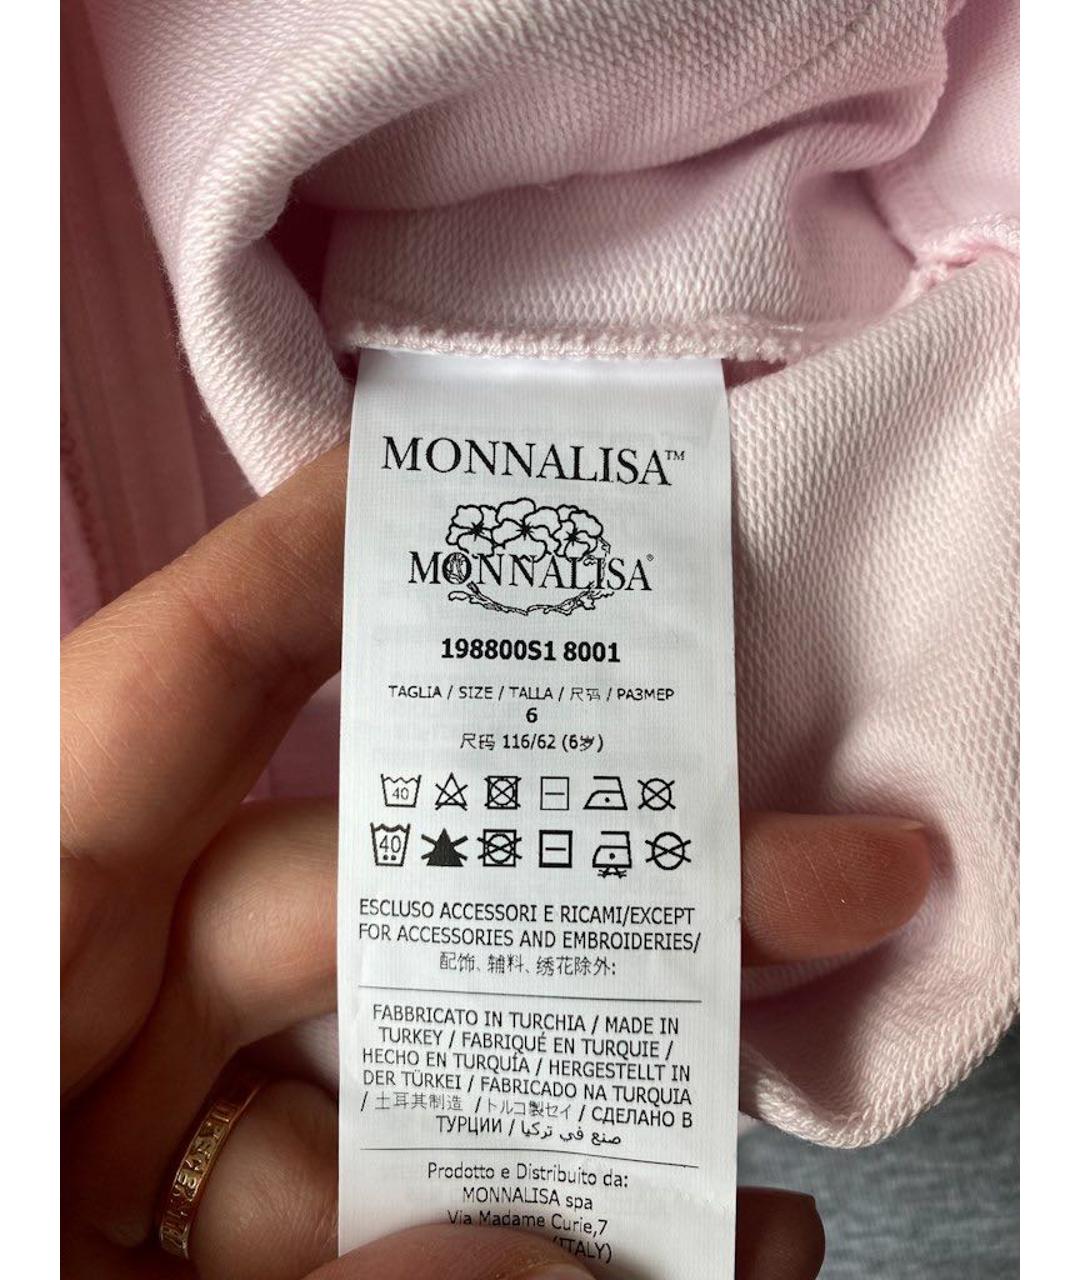 MONNALISA™
MONNALISA®
198800S1 8001
TAGLIA / SIZE / TALLA / 尺码 / РАЗМЕР
6
尺码 116/62 (6岁)
40
40
ESCLUSO ACCESSORI E RICAMI/EXCEPT
FOR ACCESSORIES AND EMBROIDERIES/
配饰、辅料、绣花除外:
FABBRICATO IN TURCHIA / MADE IN
TURKEY / FABRIQUÉ EN TURQUIE /
HECHO EN TURQUÍA / HERGESTELLT IN
DER TÜRKEI / FABRICADO NA TURQUIA
/ 土耳其制造 / トルコ製セイ / СДЕЛАНО В
ТУРЦИИ / صنع في تركيا
Prodotto e Distribuito da:
MONNALISA spa
Via Madame Curie,7
(ITALY)